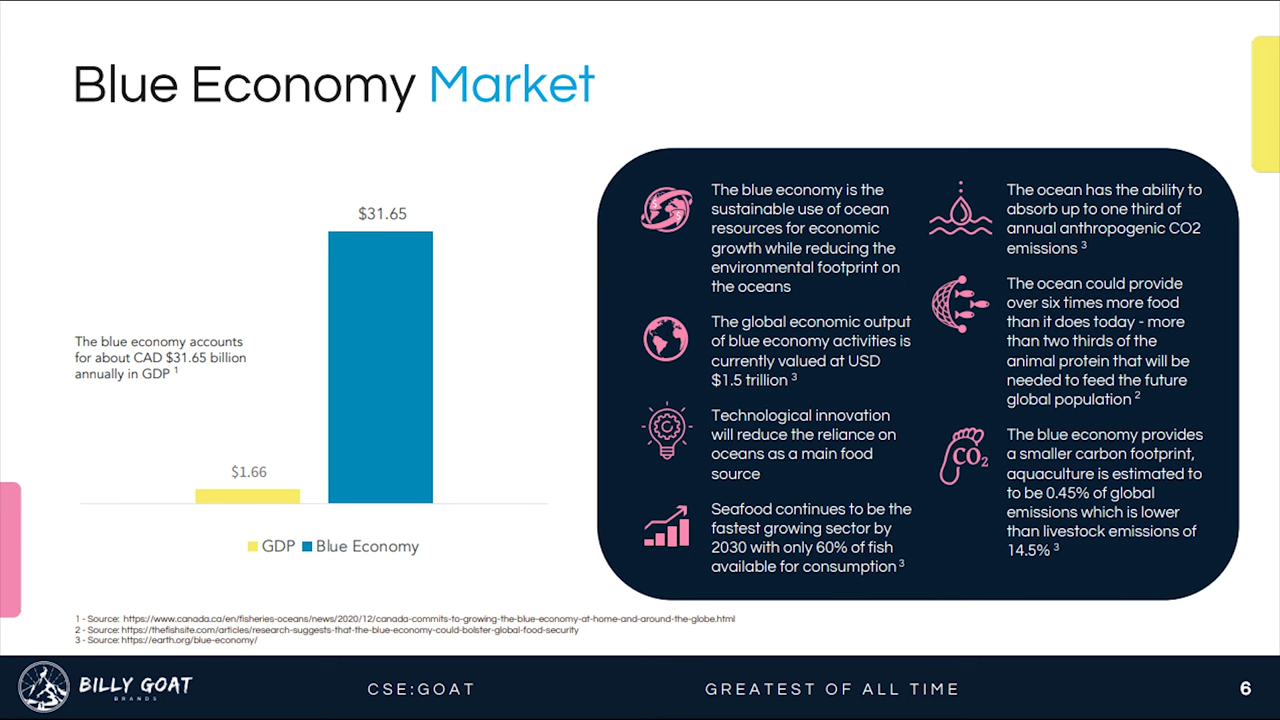 Blue Economy Market
$31.65
The blue economy accounts
for about CAD $31.65 billion
annually in GDP 1
$1.66
GDP Blue Economy
The blue economy is the
sustainable use of ocean
resources for economic
growth while reducing the
environmental footprint on
the oceans
The global economic output
of blue economy activities is
currently valued at USD
$1.5 trillion 3
Technological innovation
will reduce the reliance on
oceans as a main food
source
Seafood continues to be the
fastest growing sector by
2030 with only 60% of fish
available for consumption 3
The ocean has the ability to
absorb up to one third of
annual anthropogenic CO2
emissions 3
The ocean could provide
over six times more food
than it does today - more
than two thirds of the
animal protein that will be
needed to feed the future
global population 2
CO2
The blue economy provides
a smaller carbon footprint,
aquaculture is estimated to
to be 0.45% of global
emissions which is lower
than livestock emissions of
14.5% 3
1 - Source: https://www.canada.ca/en/fisheries-oceans/news/2020/12/canada-commits-to-growing-the-blue-economy-at-home-and-around-the-globe.html
2 - Source: https://thefishsite.com/articles/research-suggests-that-the-blue-economy-could-bolster-global-food-security
3 - Source: https://earth.org/blue-economy/
BILLY GOAT
BRANDS
CSE:GOAT
GREATEST OF ALL TIME
6